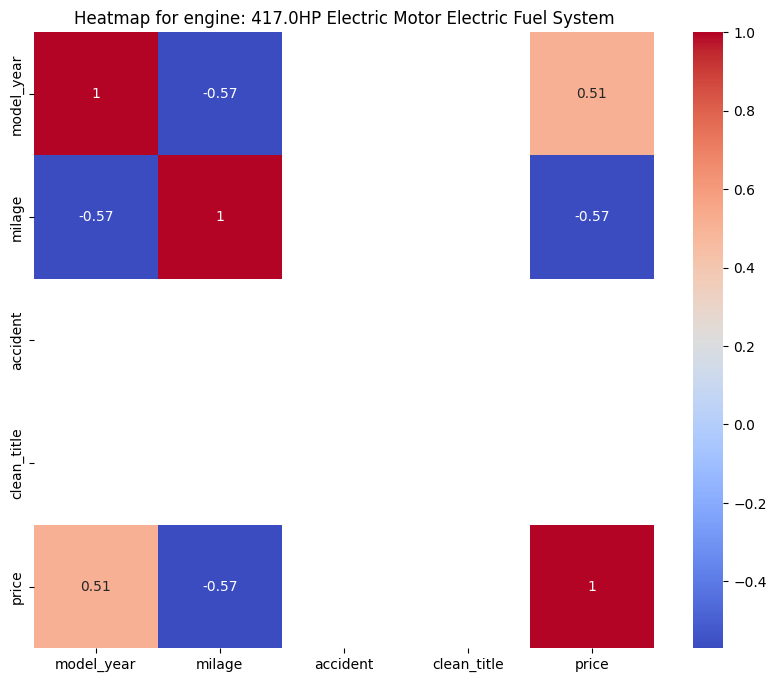 Heatmap for engine: 417.0HP Electric Motor Electric Fuel System
model_year
1
-0.57
0.51
milage
-0.57
1
-0.57
accident
clean_title
price
0.51
-0.57
1
model_year
milage
accident
clean_title
price
1.0
0.8
0.6
0.4
0.2
0.0
−0.2
−0.4